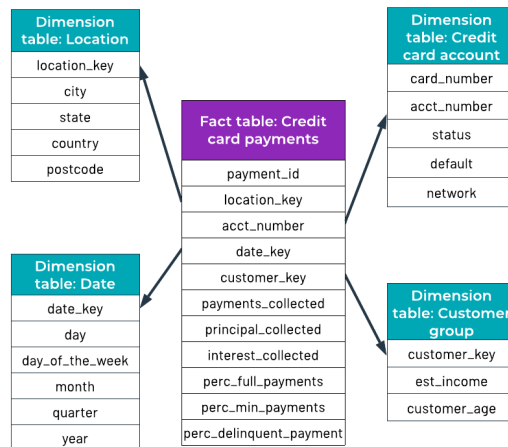 Dimension
table: Location
location_key
city
state
country
postcode
Dimension
table: Date
date_key
day
day_of_the_week
month
quarter
year
Fact table: Credit
card payments
payment_id
location_key
acct_number
date_key
customer_key
payments_collected
principal_collected
interest_collected
perc_full_payments
perc_min_payments
perc_delinquent_payment
Dimension
table: Credit
card account
card_number
acct_number
status
default
network
Dimension
table: Customer
group
customer_key
est_income
customer_age